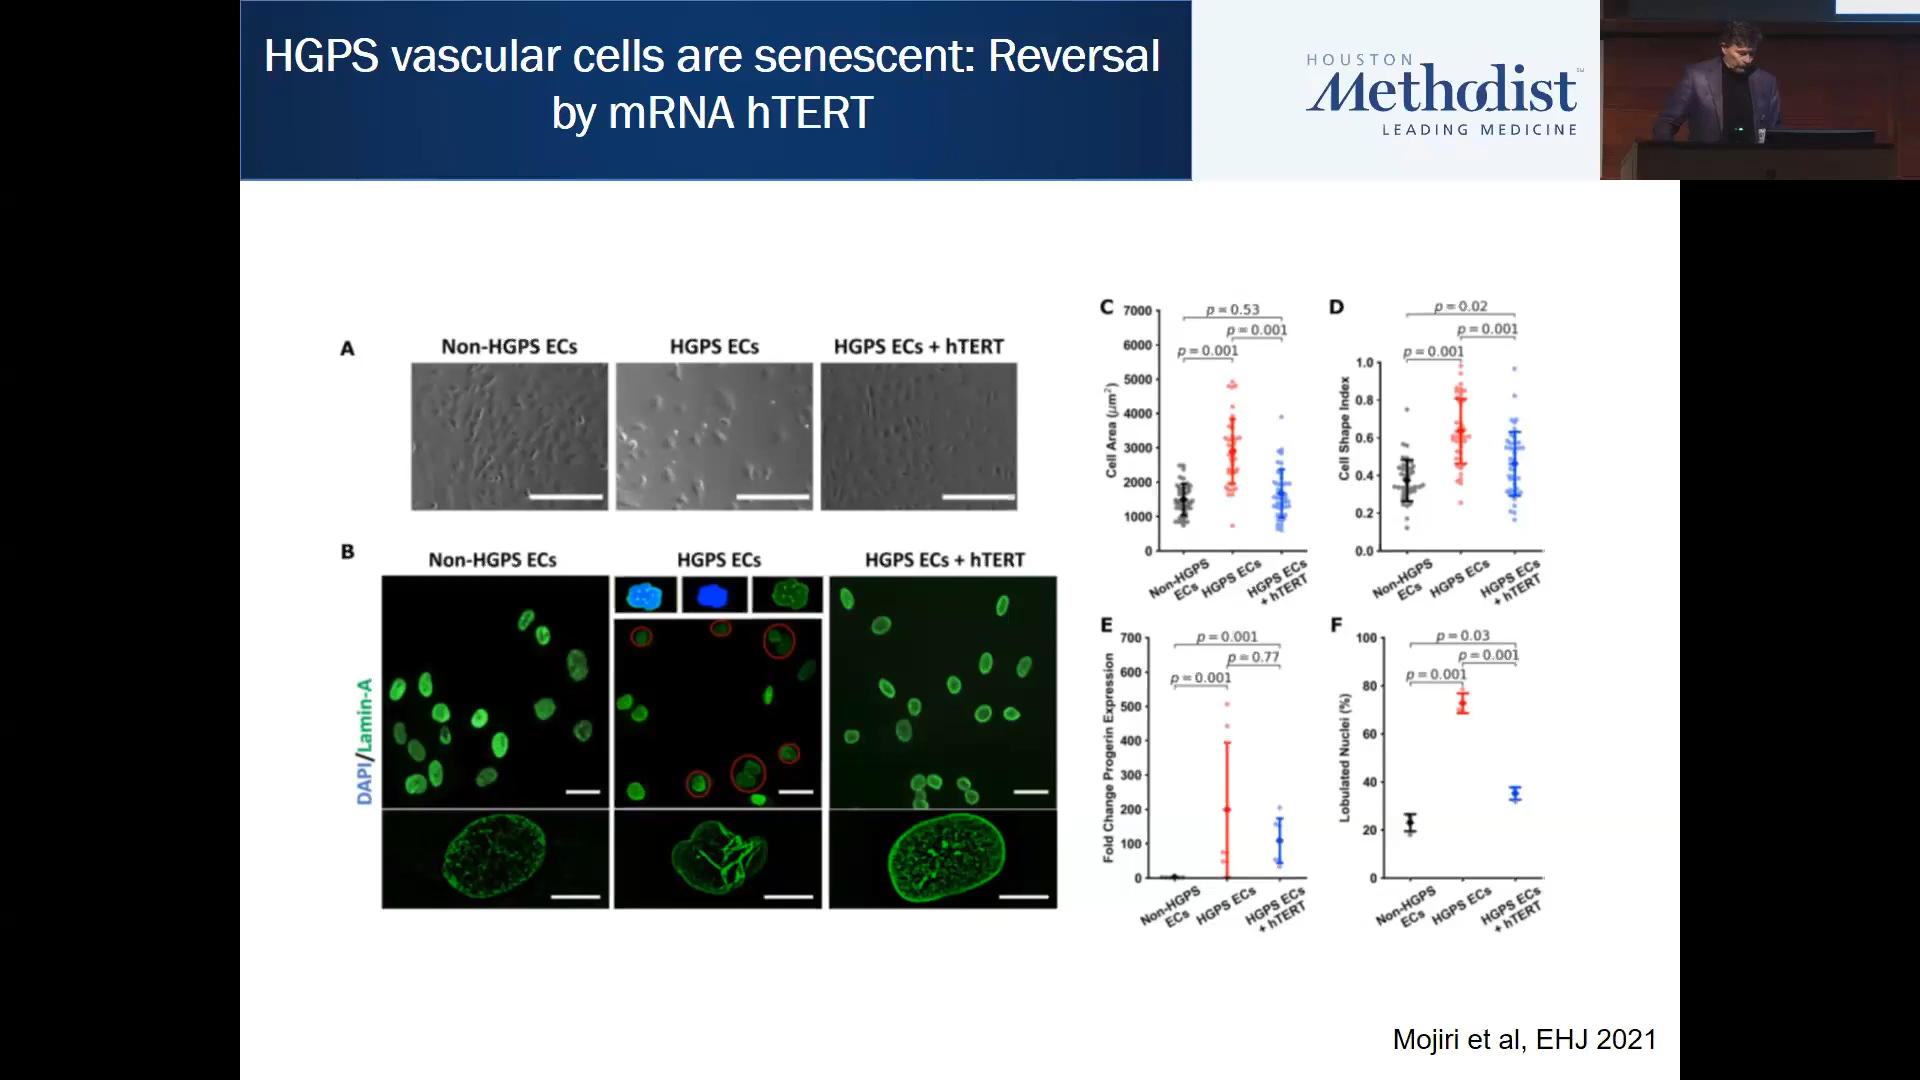 HGPS vascular cells are senescent: Reversal
by mRNA hTERT
HOUSTON
Methodist
LEADING MEDICINE
A
Non-HGPS ECs
HGPS ECs
HGPS ECs + hTERT
B
Non-HGPS ECs
HGPS ECs
HGPS ECs + hTERT
DAPI/Lamin-A
C
p = 0.53
p = 0.001
p = 0.001
Cell Area (μm²)
7000
6000
5000
4000
3000
2000
1000
0
Non-HGPS
ECs
HGPS ECs
HGPS ECs
+ hTERT
D
p = 0.02
p = 0.001
p = 0.001
Cell Shape Index
1.0
0.8
0.6
0.4
0.2
0.0
Non-HGPS
ECs
HGPS ECs
HGPS ECs
+ hTERT
E
p = 0.001
p = 0.77
p = 0.001
Fold Change Progerin Expression
700
600
500
400
300
200
100
0
Non-HGPS
ECs
HGPS ECs
HGPS ECs
+ hTERT
F
p = 0.03
p = 0.001
p = 0.001
Lobulated Nuclei (%)
100
80
60
40
20
0
Non-HGPS
ECs
HGPS ECs
HGPS ECs
+ hTERT
Mojiri et al, EHJ 2021